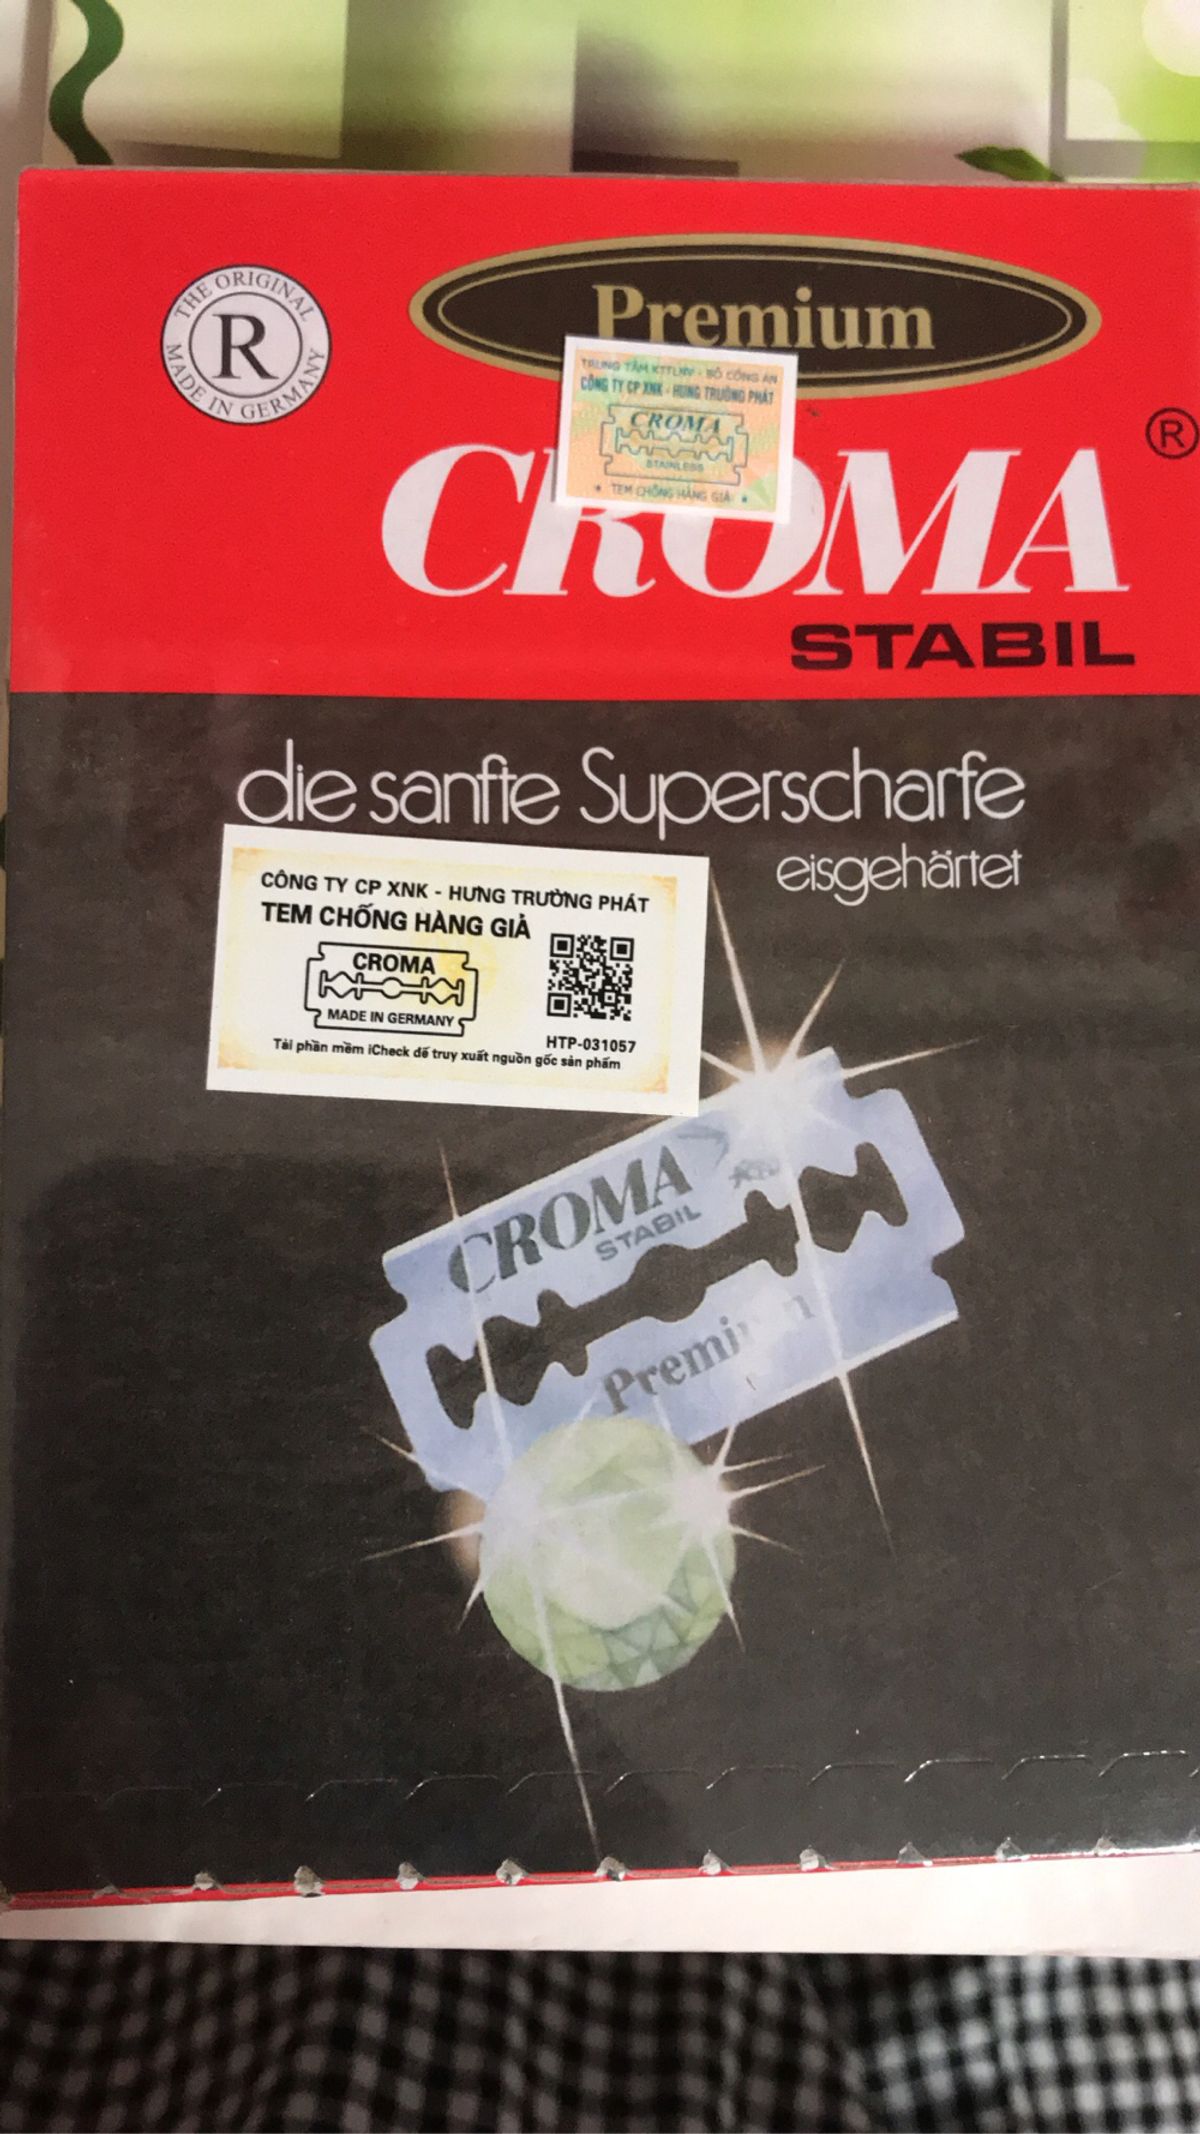 THE ORIGINAL
R
MADE IN GERMANY
Premium
TRUNG TÂM KTTLNV - BỘ CÔNG AN
CÔNG TY CP XNK - HƯNG TRƯỜNG PHÁT
CROMA
STAINLESS
* TEM CHỐNG HÀNG GIẢ *
CROMA ®
STABIL
die sanfte Superscharfe
eisgehärtet
CÔNG TY CP XNK - HƯNG TRƯỜNG PHÁT
TEM CHỐNG HÀNG GIẢ
CROMA
MADE IN GERMANY
HTP-031057
Tải phần mềm iCheck để truy xuất nguồn gốc sản phẩm
CROMA
STABIL
Premium